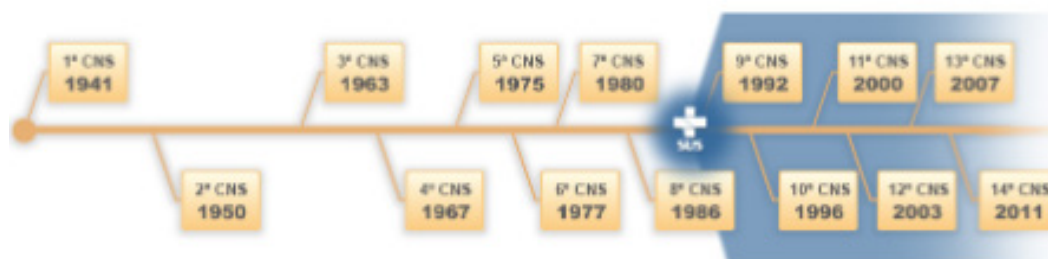 1ª CNS
1941
3ª CNS
1963
5ª CNS
1975
7ª CNS
1980
9ª CNS
1992
11ª CNS
2000
13ª CNS
2007
SUS
2ª CNS
1950
4ª CNS
1967
6ª CNS
1977
8ª CNS
1986
10ª CNS
1996
12ª CNS
2003
14ª CNS
2011